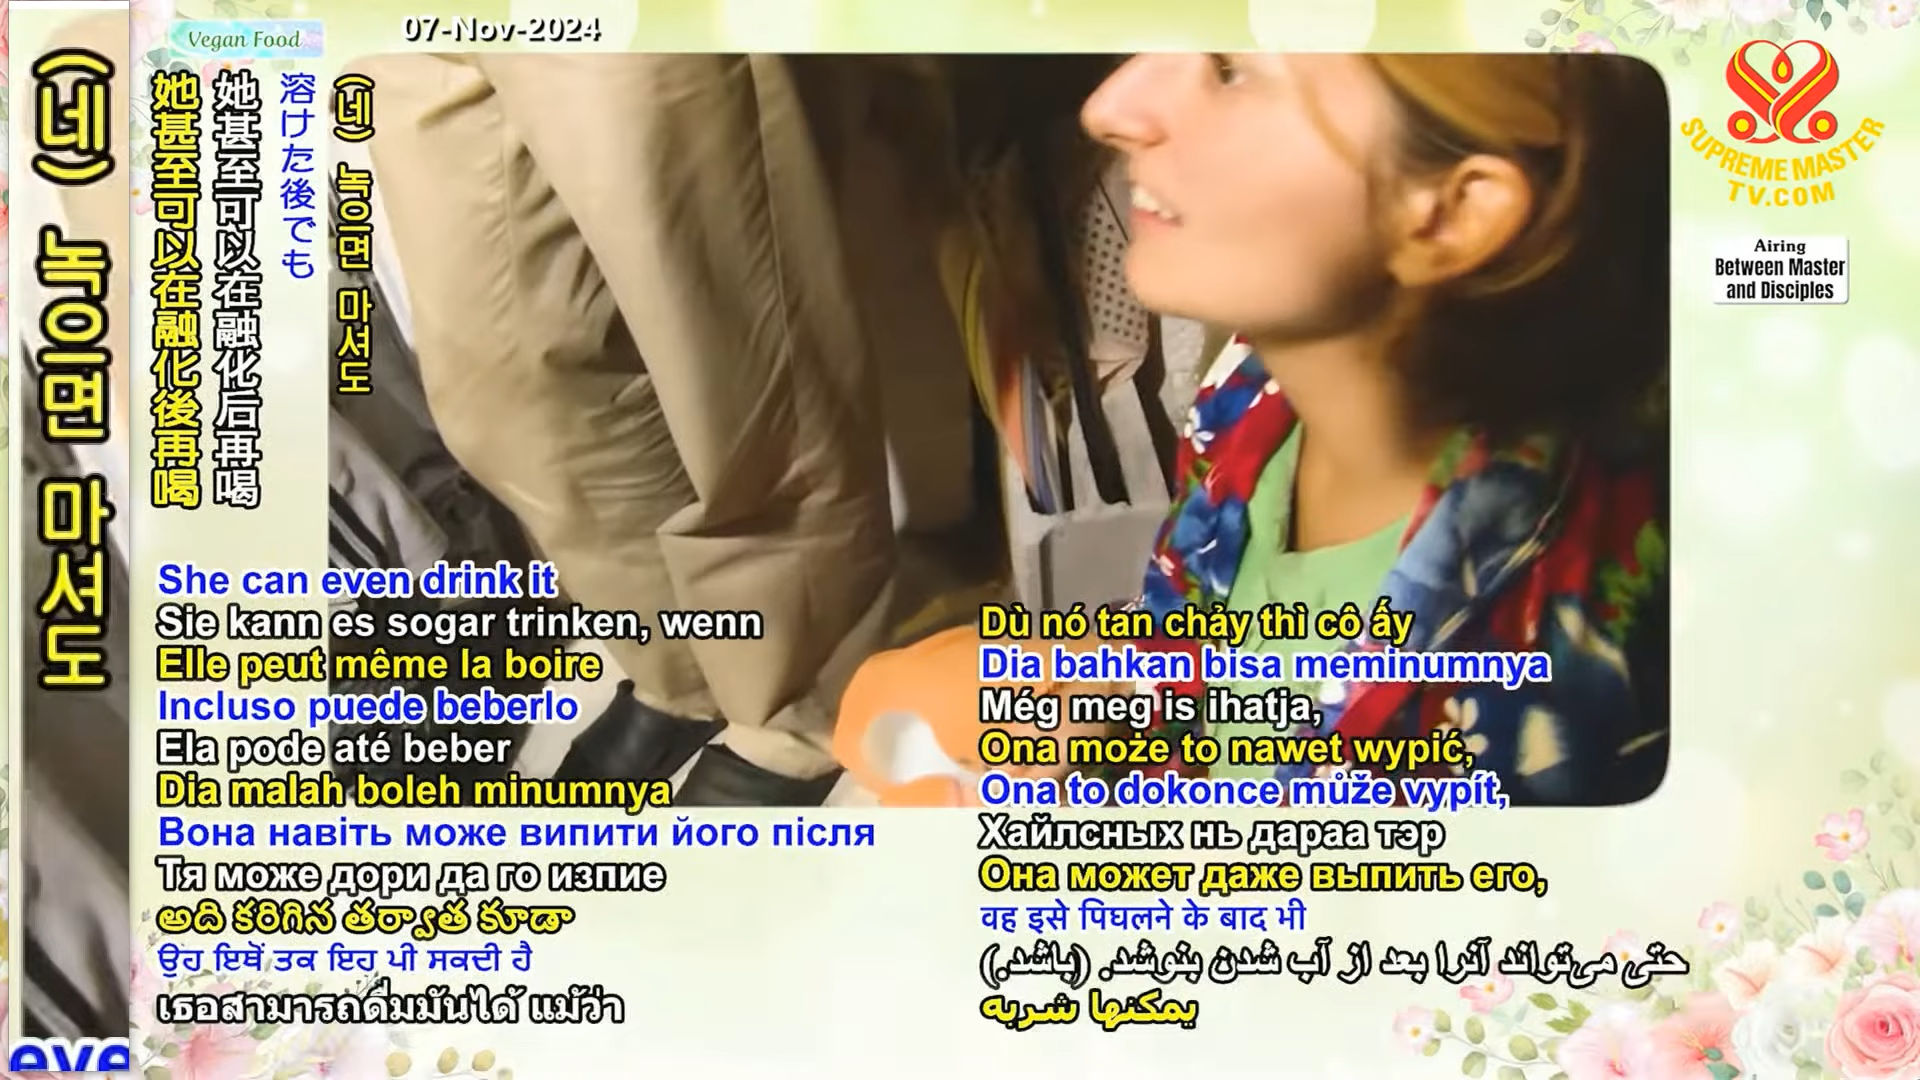 Vegan Food
07-Nov-2024
(네) 녹으면 마셔도
eve
她甚至可以在融化後再喝
她甚至可以在融化后再喝
溶けた後でも
(네) 녹으면 마셔도
SUPREME MASTER
TV.COM
Airing
Between Master
and Disciples
She can even drink it
Sie kann es sogar trinken, wenn
Elle peut même la boire
Incluso puede beberlo
Ela pode até beber
Dia malah boleh minumnya
Вона навіть може випити його після
Тя може дори да го изпие
అది కరిగిన తర్వాత కూడా
ਉਹ ਇਥੋਂ ਤਕ ਇਹ ਪੀ ਸਕਦੀ ਹੈ
เธอสามารถดื่มมันได้ แม้ว่า
Dù nó tan chảy thì cô ấy
Dia bahkan bisa meminumnya
Még meg is ihatja,
Ona może to nawet wypić,
Ona to dokonce může vypít,
Хайлсных нь дараа тэр
Она может даже выпить его,
वह इसे पिघलने के बाद भी
حتی می‌تواند آنرا بعد از آب شدن بنوشد. (باشد.)
يمكنها شربه